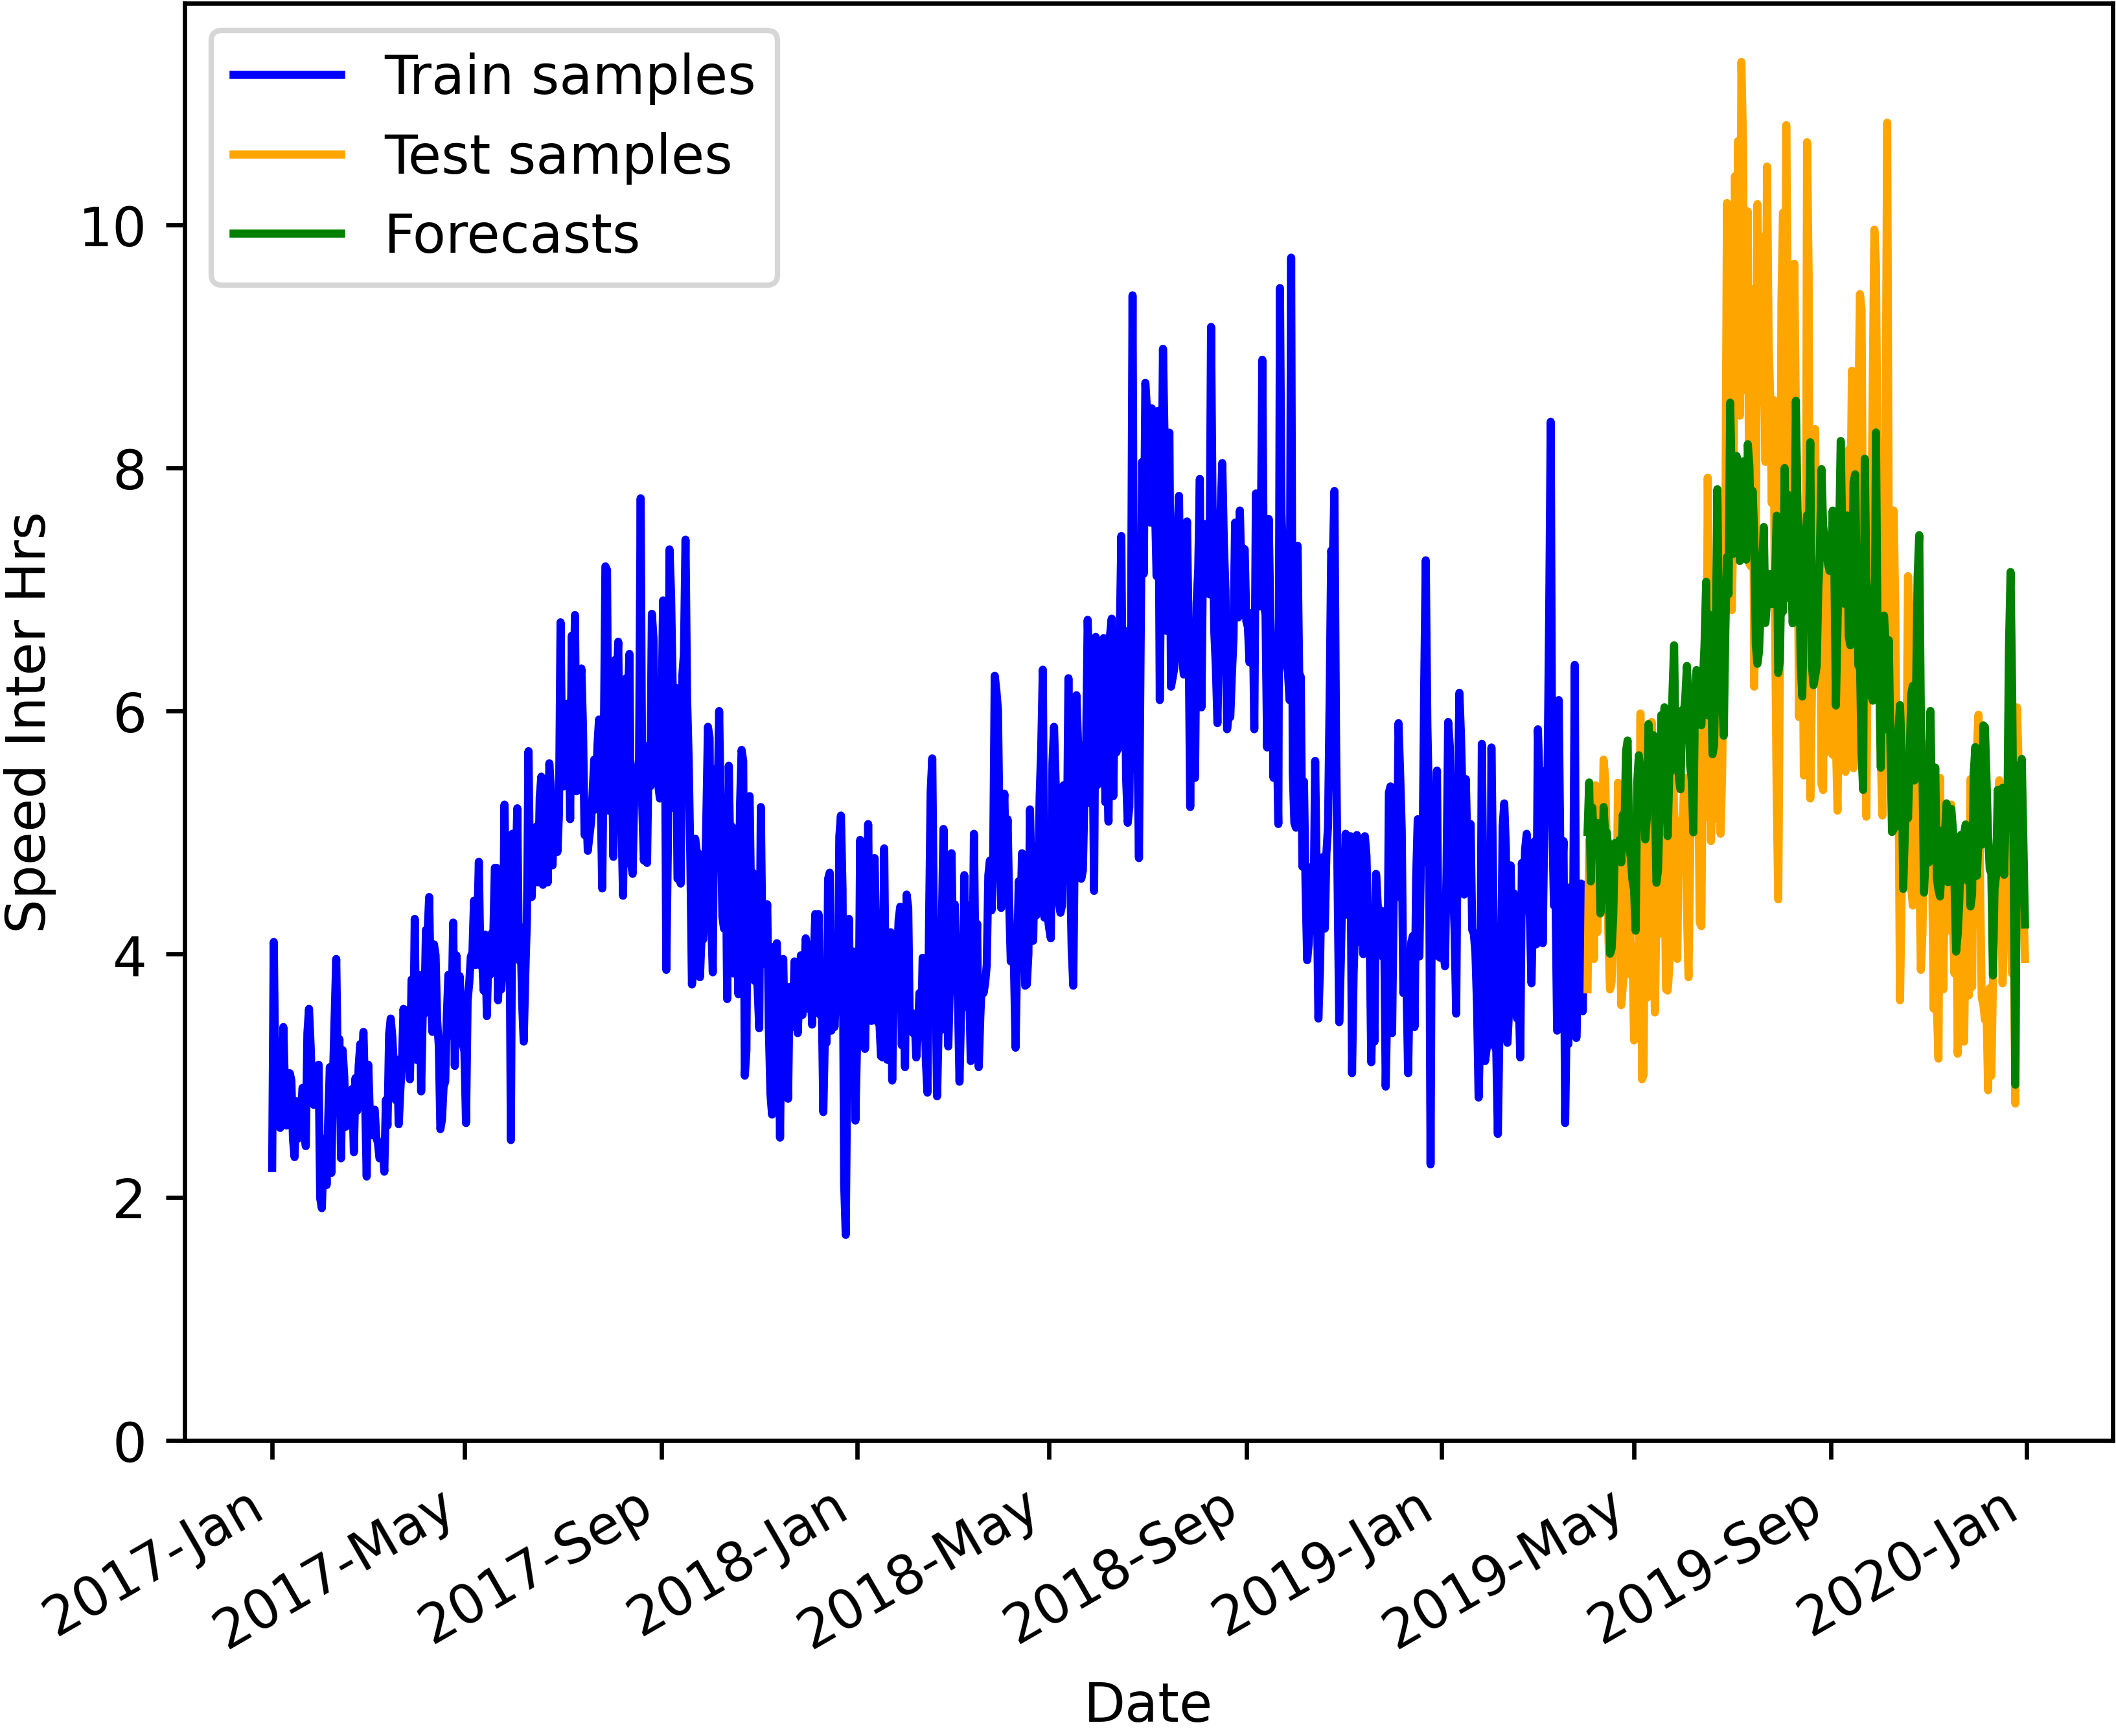 Train samples
Test samples
Forecasts
10
8
6
4
2
0
Speed Inter Hrs
2017-Jan
2017-May
2017-Sep
2018-Jan
2018-May
2018-Sep
2019-Jan
2019-May
2019-Sep
2020-Jan
Date